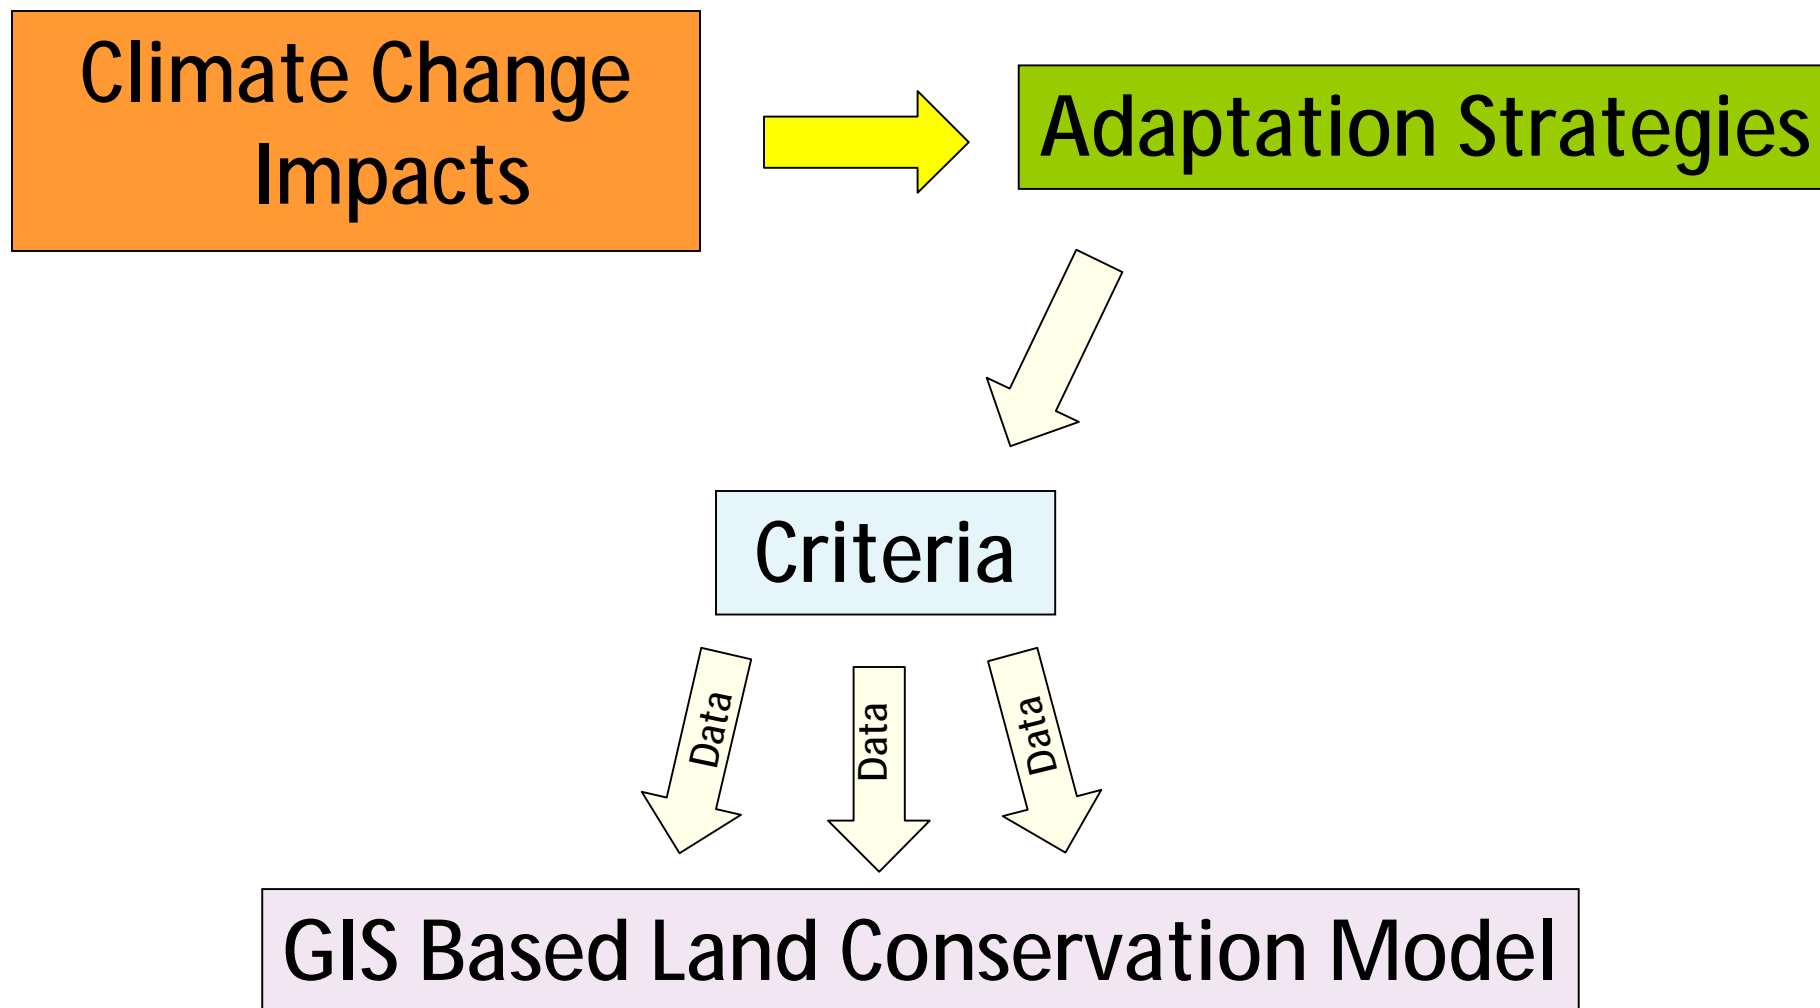 Climate Change
Impacts
Adaptation Strategies
Criteria
Data
Data
Data
GIS Based Land Conservation Model